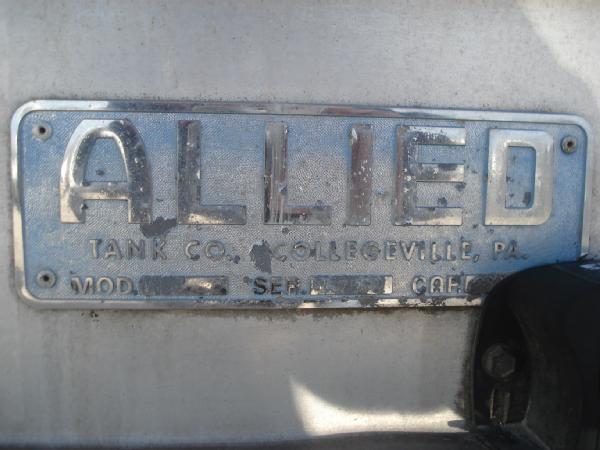 ALLIED
TANK CO. COLLEGEVILLE, PA.
MOD. SER. CAP.